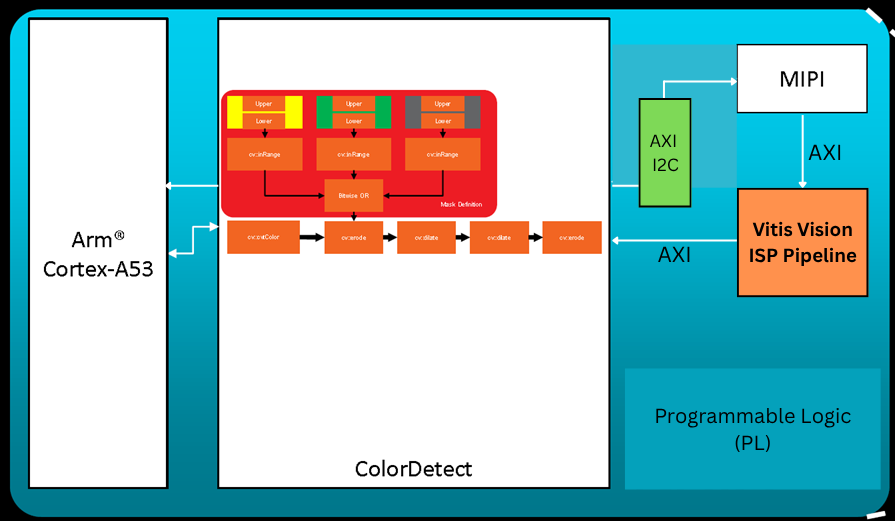 Arm®
Cortex-A53
Upper
Lower
Upper
Lower
Upper
Lower
cv::inRange
cv::inRange
cv::inRange
Bitwise OR
Mask Definition
cv::cvtColor
cv::erode
cv::dilate
cv::dilate
cv::erode
ColorDetect
AXI
I2C
MIPI
AXI
Vitis Vision
ISP Pipeline
AXI
Programmable Logic
(PL)